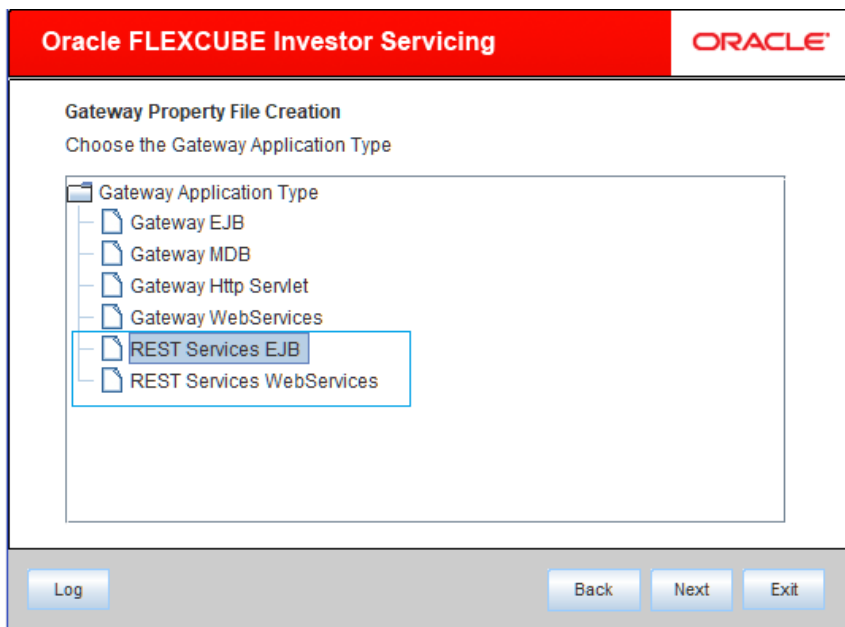 Oracle FLEXCUBE Investor Servicing
ORACLE
Gateway Property File Creation
Choose the Gateway Application Type
Gateway Application Type
Gateway EJB
Gateway MDB
Gateway Http Servlet
Gateway WebServices
REST Services EJB
REST Services WebServices
Log
Back
Next
Exit